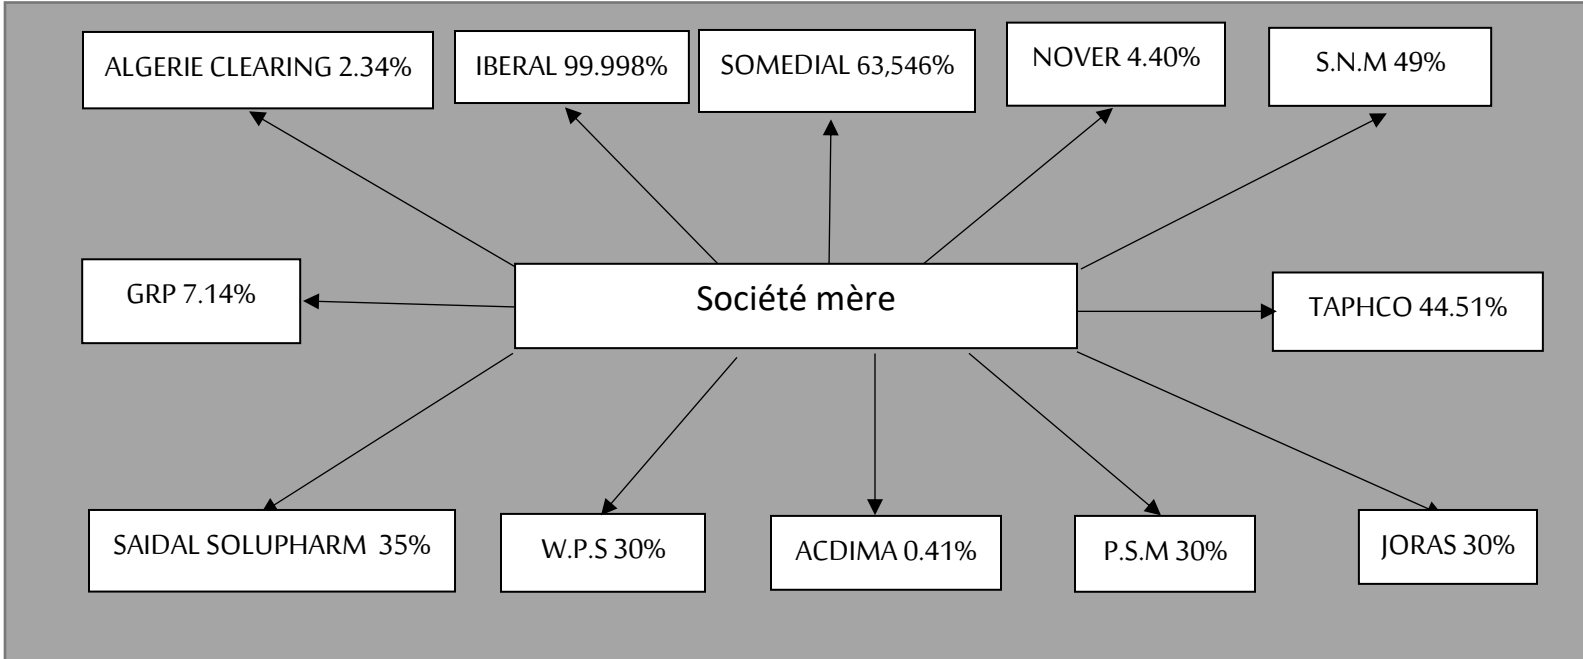 ALGERIE CLEARING 2.34%
IBERAL 99.998%
SOMEDIAL 63,546%
NOVER 4.40%
S.N.M 49%
GRP 7.14%
Société mère
TAPHCO 44.51%
SAIDAL SOLUPHARM 35%
W.P.S 30%
ACDIMA 0.41%
P.S.M 30%
JORAS 30%